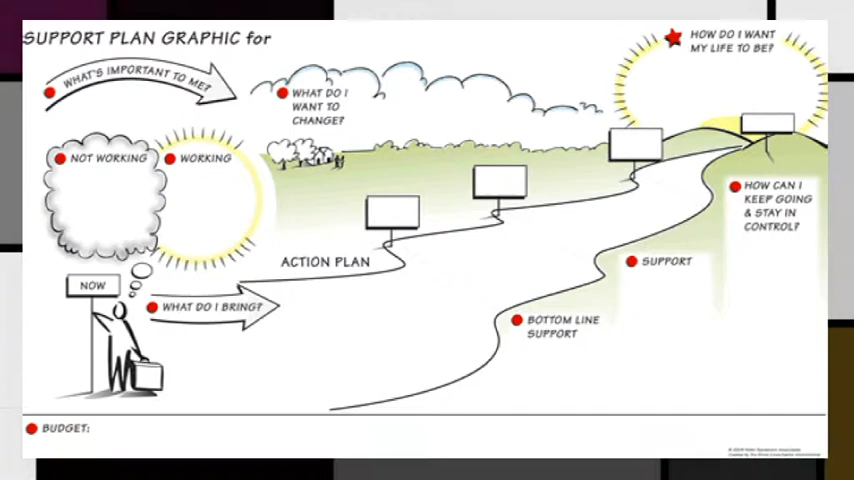 SUPPORT PLAN GRAPHIC for
WHAT'S IMPORTANT TO ME?
WHAT DO I
WANT TO
CHANGE?
HOW DO I WANT
MY LIFE TO BE?
NOT WORKING
WORKING
HOW CAN I
KEEP GOING
& STAY IN
CONTROL?
ACTION PLAN
SUPPORT
NOW
WHAT DO I BRING?
BOTTOM LINE
SUPPORT
BUDGET: